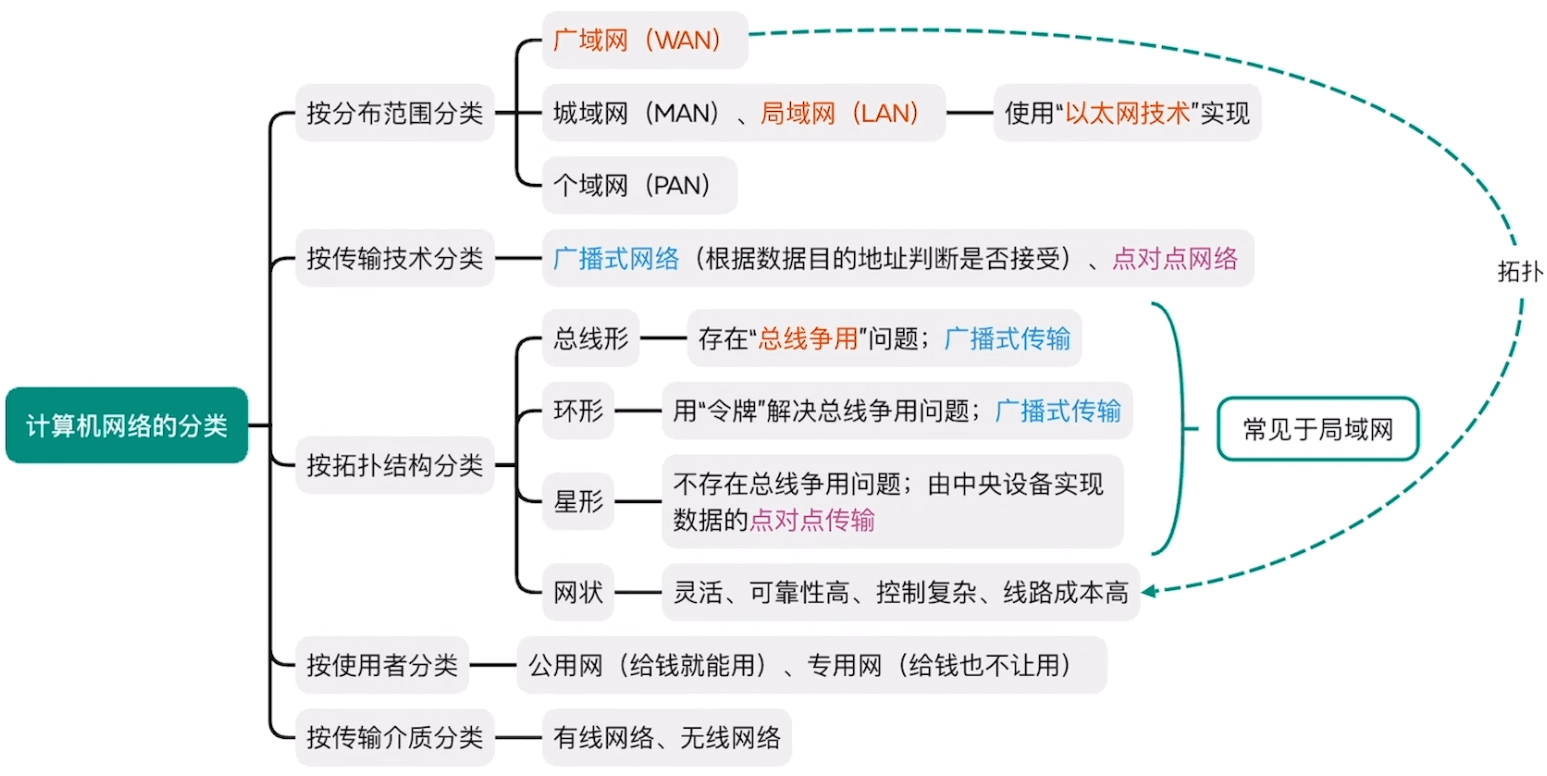 计算机网络的分类
按分布范围分类
广域网（WAN）
城域网（MAN）、局域网（LAN）
使用“以太网技术”实现
个域网（PAN）
按传输技术分类
广播式网络（根据数据目的地址判断是否接受）、点对点网络
拓扑
按拓扑结构分类
总线形
存在“总线争用”问题；广播式传输
环形
用“令牌”解决总线争用问题；广播式传输
星形
不存在总线争用问题；由中央设备实现
数据的点对点传输
常见于局域网
网状
灵活、可靠性高、控制复杂、线路成本高
按使用者分类
公用网（给钱就能用）、专用网（给钱也不让用）
按传输介质分类
有线网络、无线网络